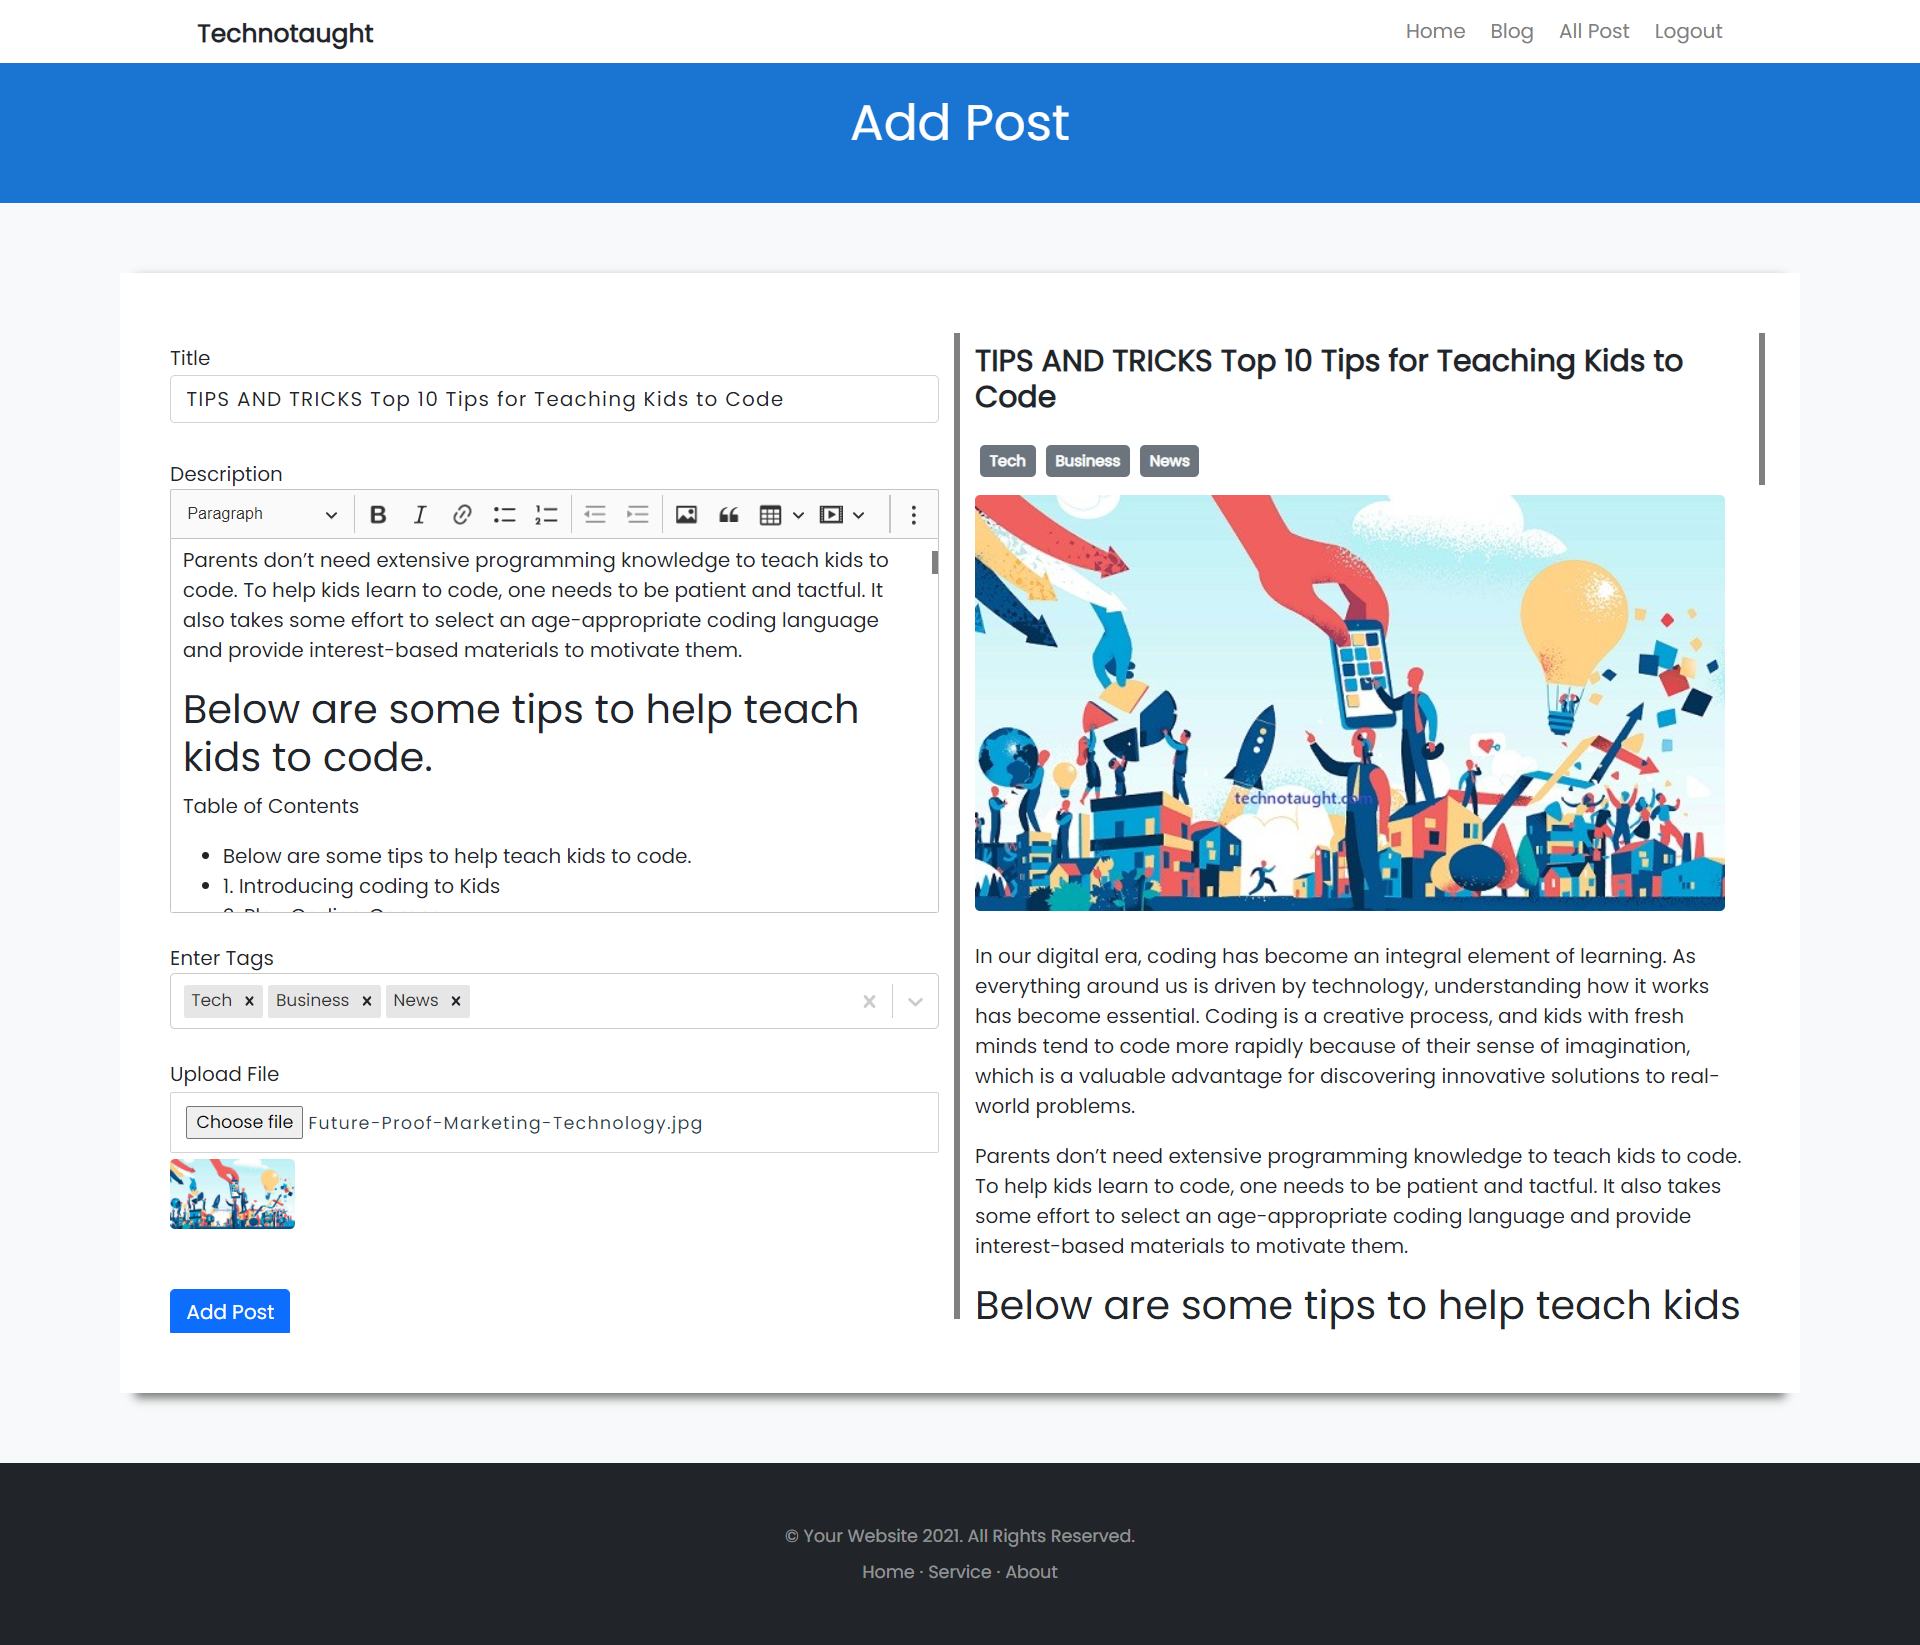 Technotaught
Home Blog All Post Logout
Add Post
Title
TIPS AND TRICKS Top 10 Tips for Teaching Kids to Code
Description
Paragraph
Parents don’t need extensive programming knowledge to teach kids to
code. To help kids learn to code, one needs to be patient and tactful. It
also takes some effort to select an age-appropriate coding language
and provide interest-based materials to motivate them.
Below are some tips to help teach
kids to code.
Table of Contents
• Below are some tips to help teach kids to code.
• 1. Introducing coding to Kids
Enter Tags
Tech Business News
Upload File
Choose file Future-Proof-Marketing-Technology.jpg
Add Post
TIPS AND TRICKS Top 10 Tips for Teaching Kids to
Code
Tech Business News
technotaught.com
In our digital era, coding has become an integral element of learning. As
everything around us is driven by technology, understanding how it works
has become essential. Coding is a creative process, and kids with fresh
minds tend to code more rapidly because of their sense of imagination,
which is a valuable advantage for discovering innovative solutions to real-
world problems.
Parents don’t need extensive programming knowledge to teach kids to code.
To help kids learn to code, one needs to be patient and tactful. It also takes
some effort to select an age-appropriate coding language and provide
interest-based materials to motivate them.
Below are some tips to help teach kids
© Your Website 2021. All Rights Reserved.
Home · Service · About